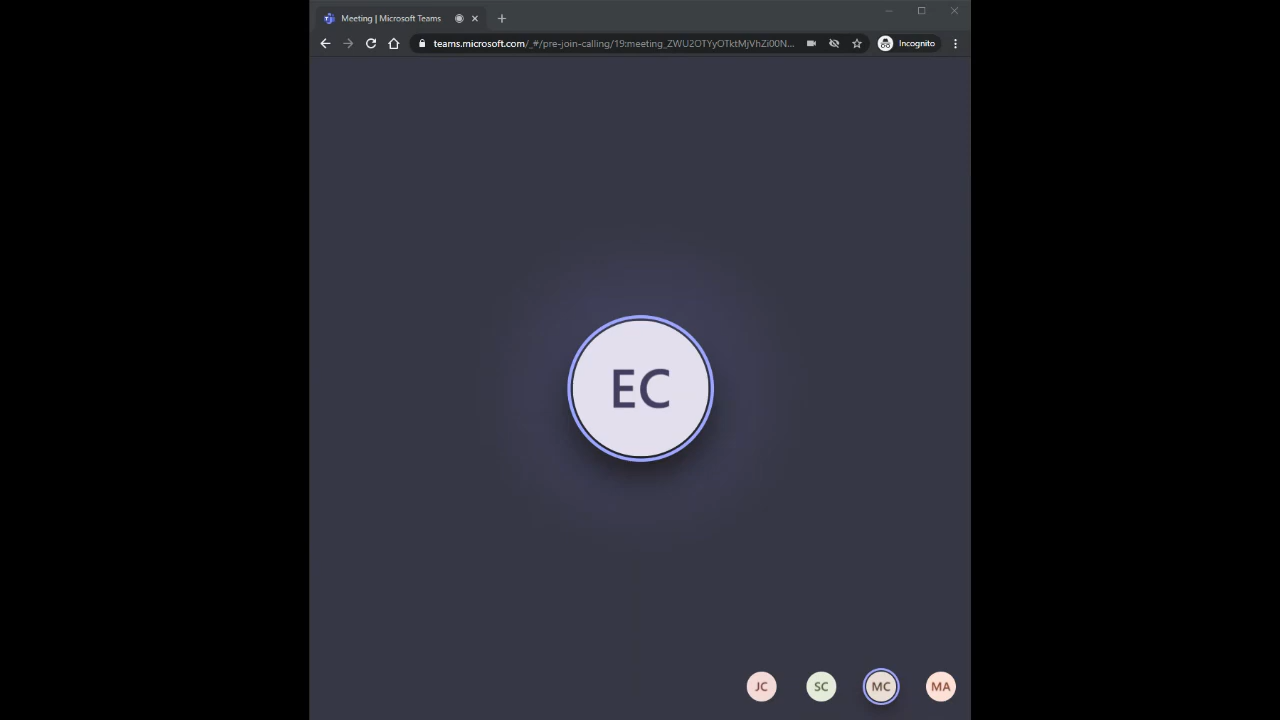 Meeting | Microsoft Teams
teams.microsoft.com/_#/pre-join-calling/19:meeting_ZWU2OTYyOTktMjVhZi00N...
Incognito
EC
JC
SC
MC
MA